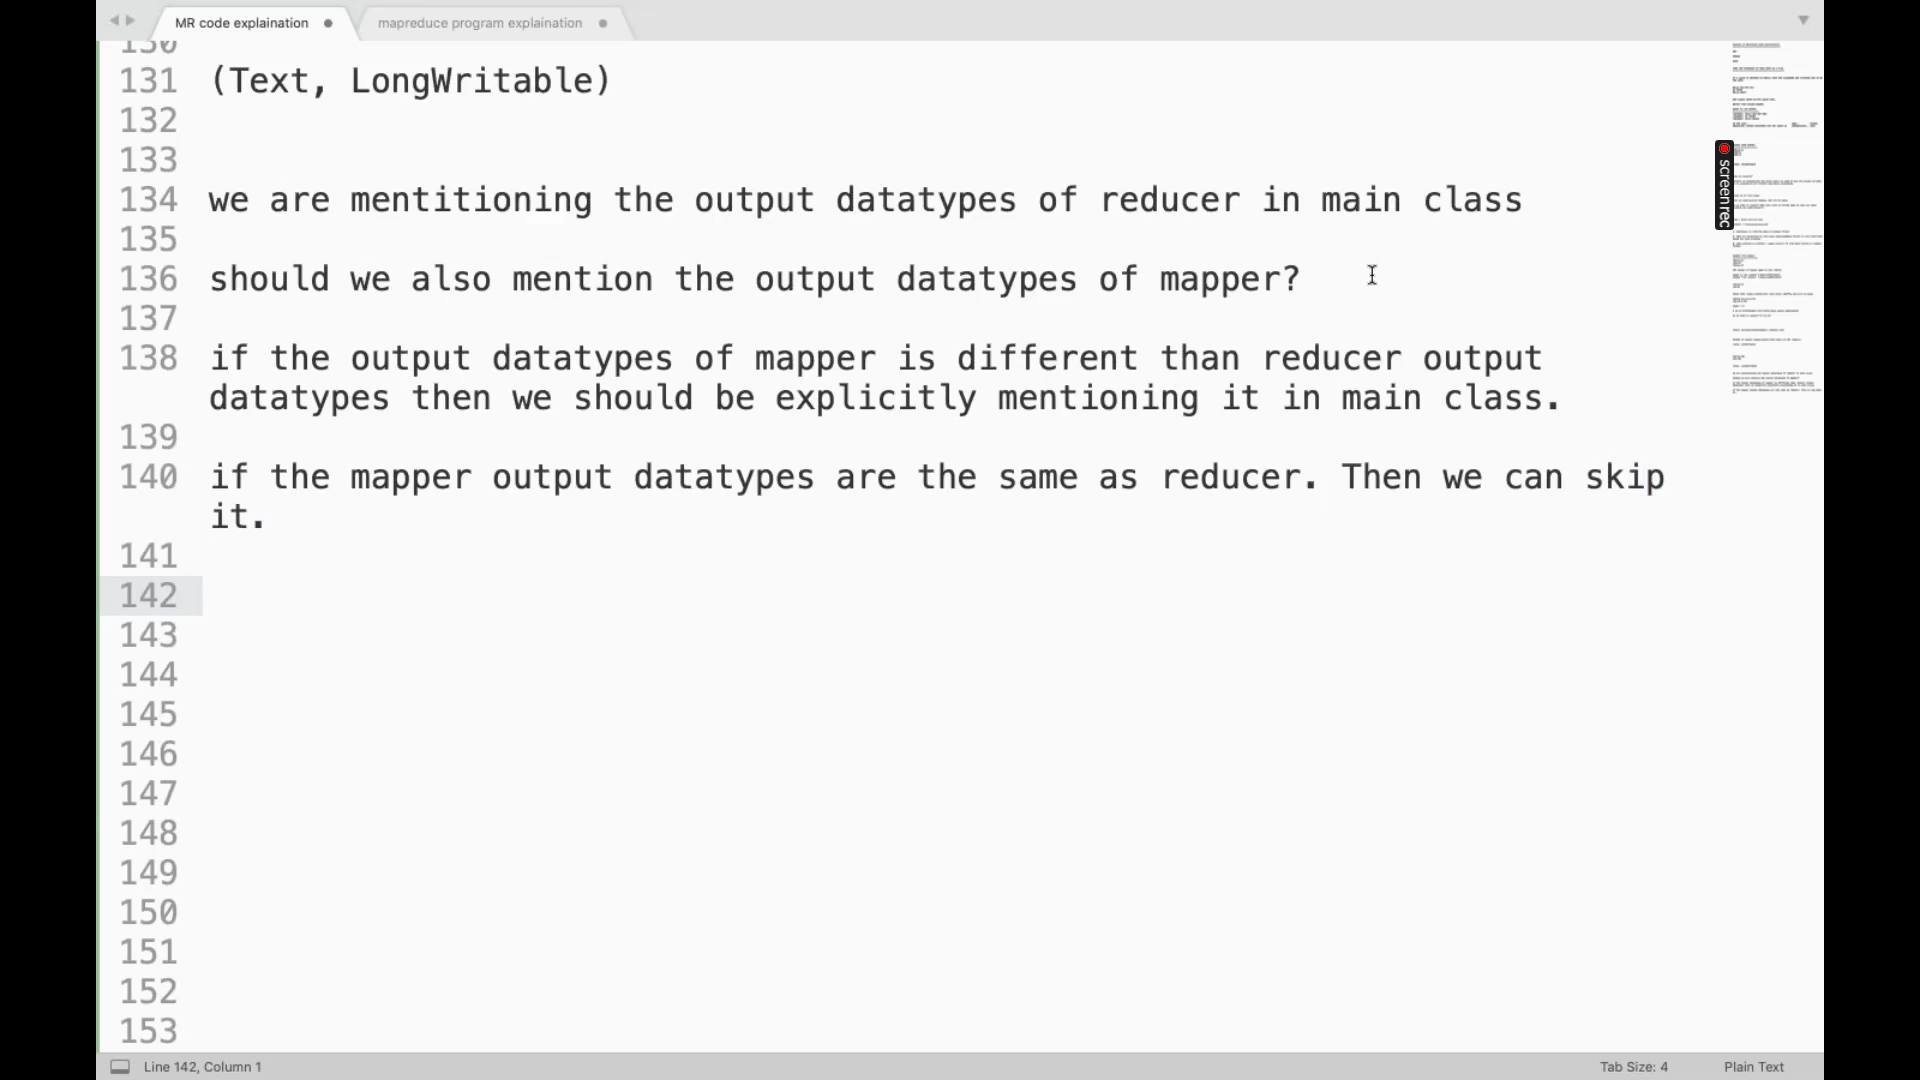 MR code explaination
mapreduce program explaination
130
131 (Text, LongWritable)
132
133
134 we are mentitioning the output datatypes of reducer in main class
135
136 should we also mention the output datatypes of mapper?
137
138 if the output datatypes of mapper is different than reducer output
datatypes then we should be explicitly mentioning it in main class.
139
140 if the mapper output datatypes are the same as reducer. Then we can skip
it.
141
142
143
144
145
146
147
148
149
150
151
152
153
screen rec
Line 142, Column 1
Tab Size: 4
Plain Text